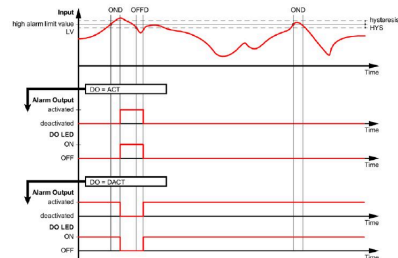 Input
OND OFFD OND
high alarm limit value
LV
hysteresis
HYS
Time
DO = ACT
Alarm Output
activated
deactivated
Time
DO LED
ON
OFF
Time
DO = DACT
Alarm Output
activated
deactivated
Time
DO LED
ON
OFF
Time